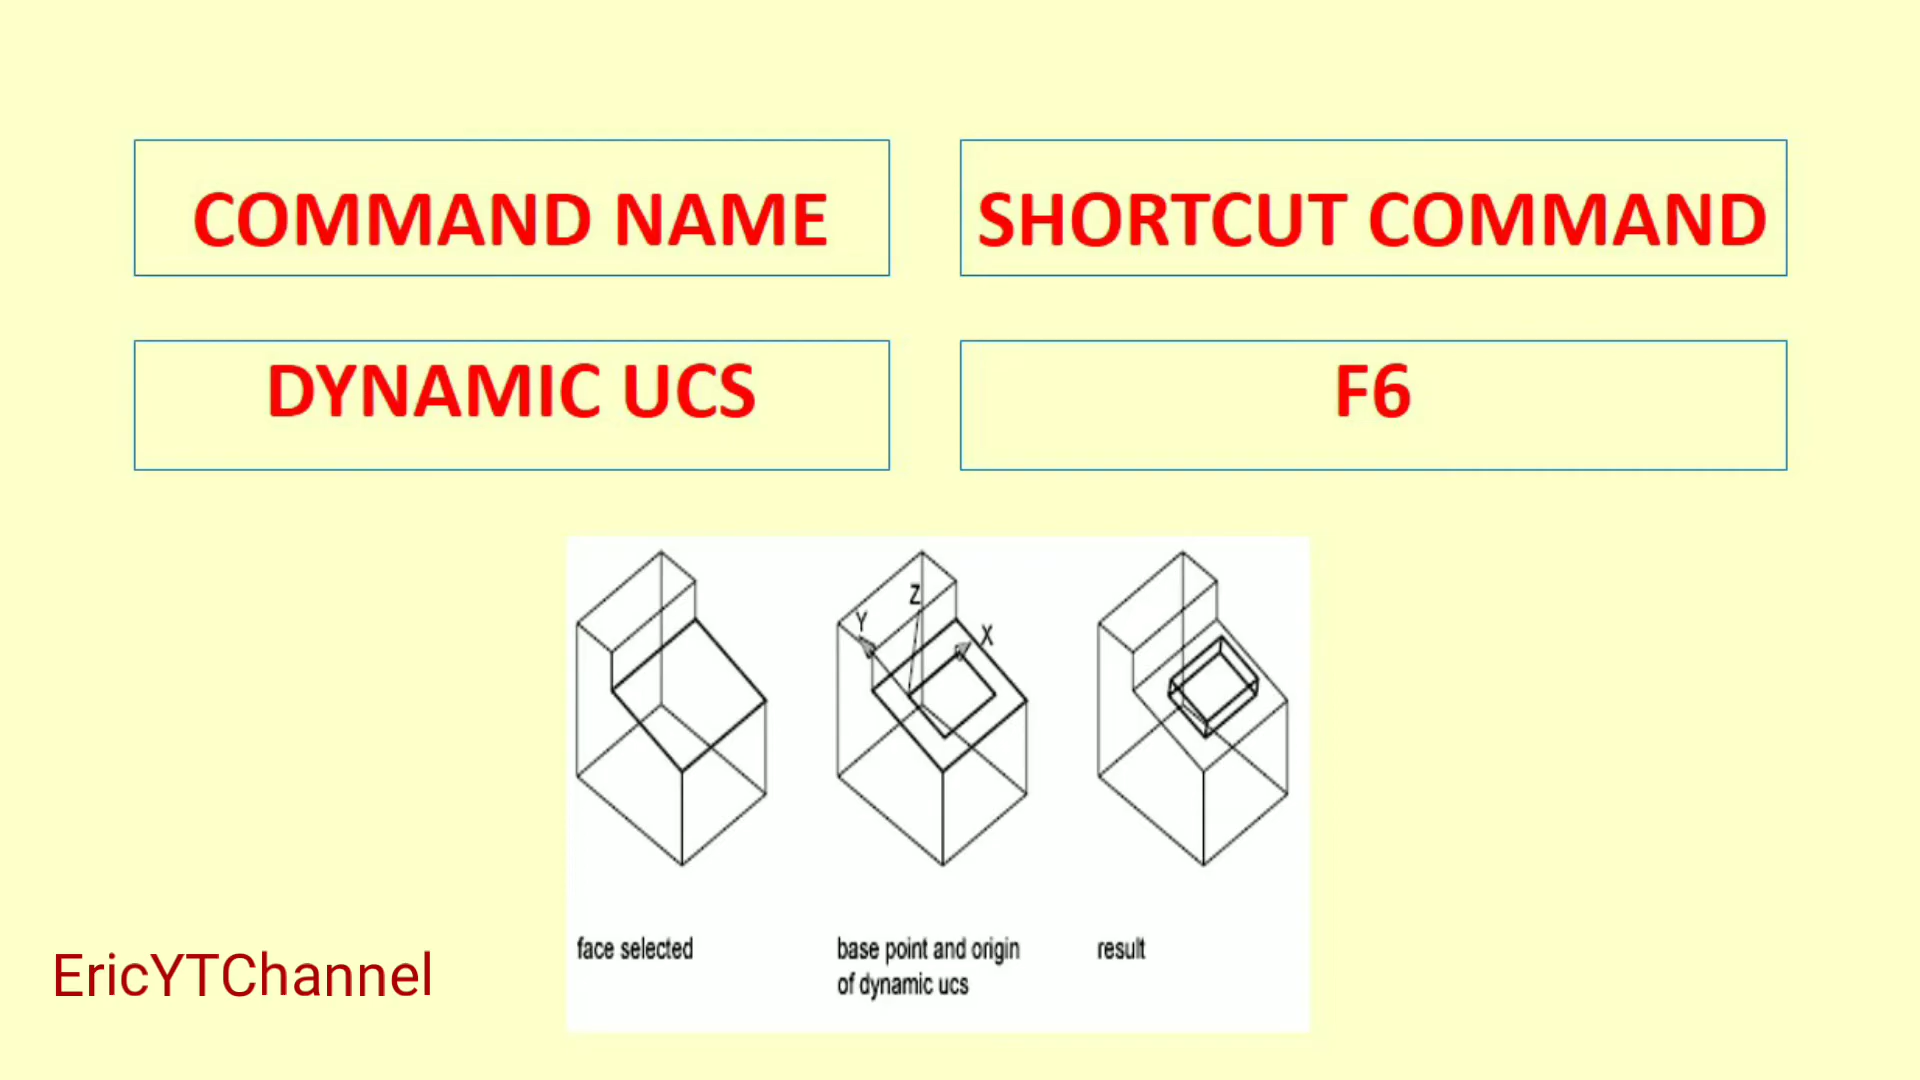 COMMAND NAME
SHORTCUT COMMAND
DYNAMIC UCS
F6
Z
Y
X
face selected
base point and origin
of dynamic ucs
result
EricYTChannel